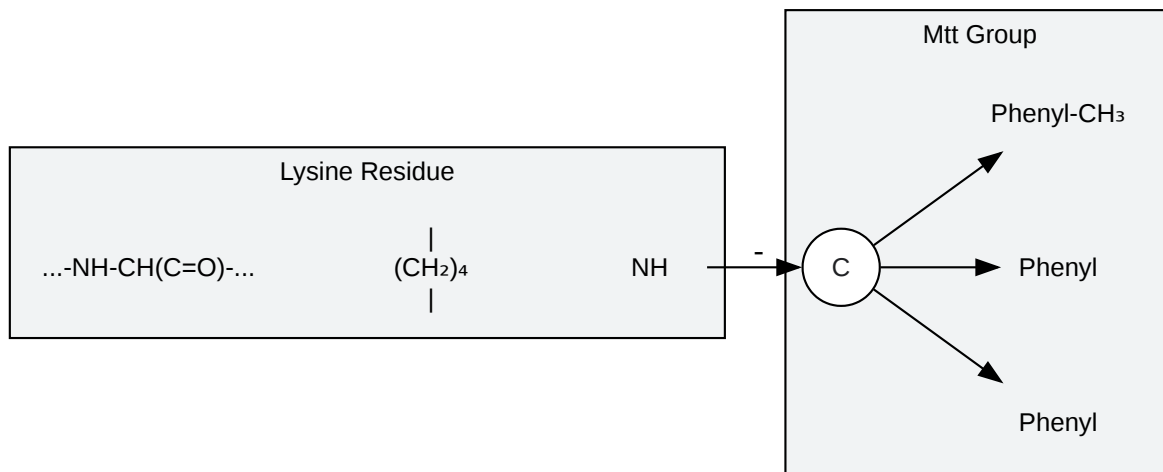 Mtt Group
Phenyl-CH₃
Lysine Residue
|
...-NH-CH(C=O)-...
(CH₂)₄
|
NH
-
C
Phenyl
Phenyl